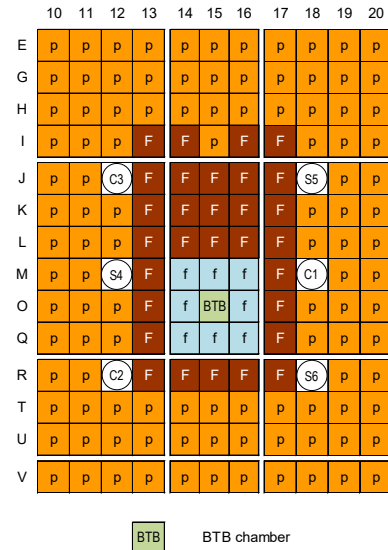 10 11 12 13 14 15 16 17 18 19 20
E p p p p p p p p p p p
G p p p p p p p p p p p
H p p p p p p p p p p p
I p p p F F p F F p p p
J p p C3 F F F F F S5 p p
K p p p F F F F F p p p
L p p p F F F F F p p p
M p p S4 F f f f F C1 p p
O p p p F f BTB f F p p p
Q p p p F f f f F p p p
R p p C2 F F F F F S6 p p
T p p p p p p p p p p p
U p p p p p p p p p p p
V p p p p p p p p p p p
BTB BTB chamber